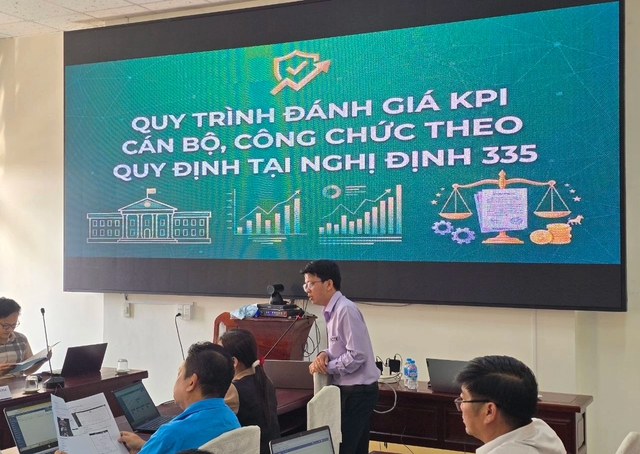 QUY TRÌNH ĐÁNH GIÁ KPI
CÁN BỘ, CÔNG CHỨC THEO
QUY ĐỊNH TẠI NGHỊ ĐỊNH 335